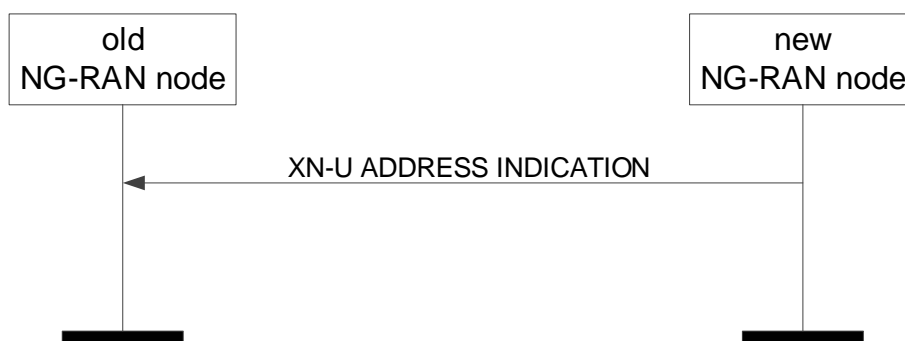 old
NG-RAN node
new
NG-RAN node
XN-U ADDRESS INDICATION